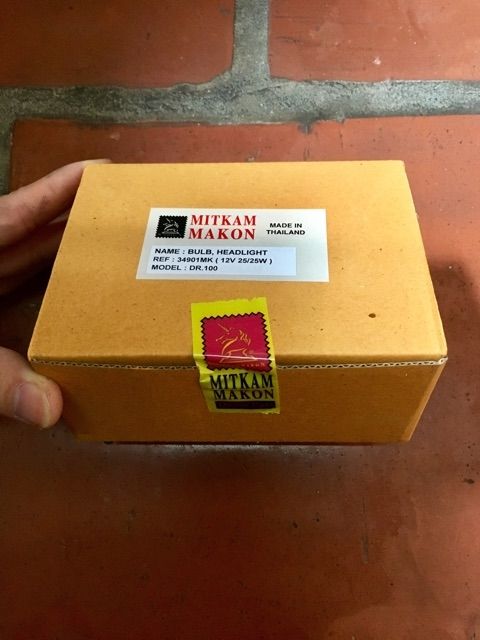 MITKAM
MAKON
MADE IN
THAILAND
NAME : BULB, HEADLIGHT
REF : 34901MK ( 12V 25/25W )
MODEL : DR.100
MITKAM
MAKON